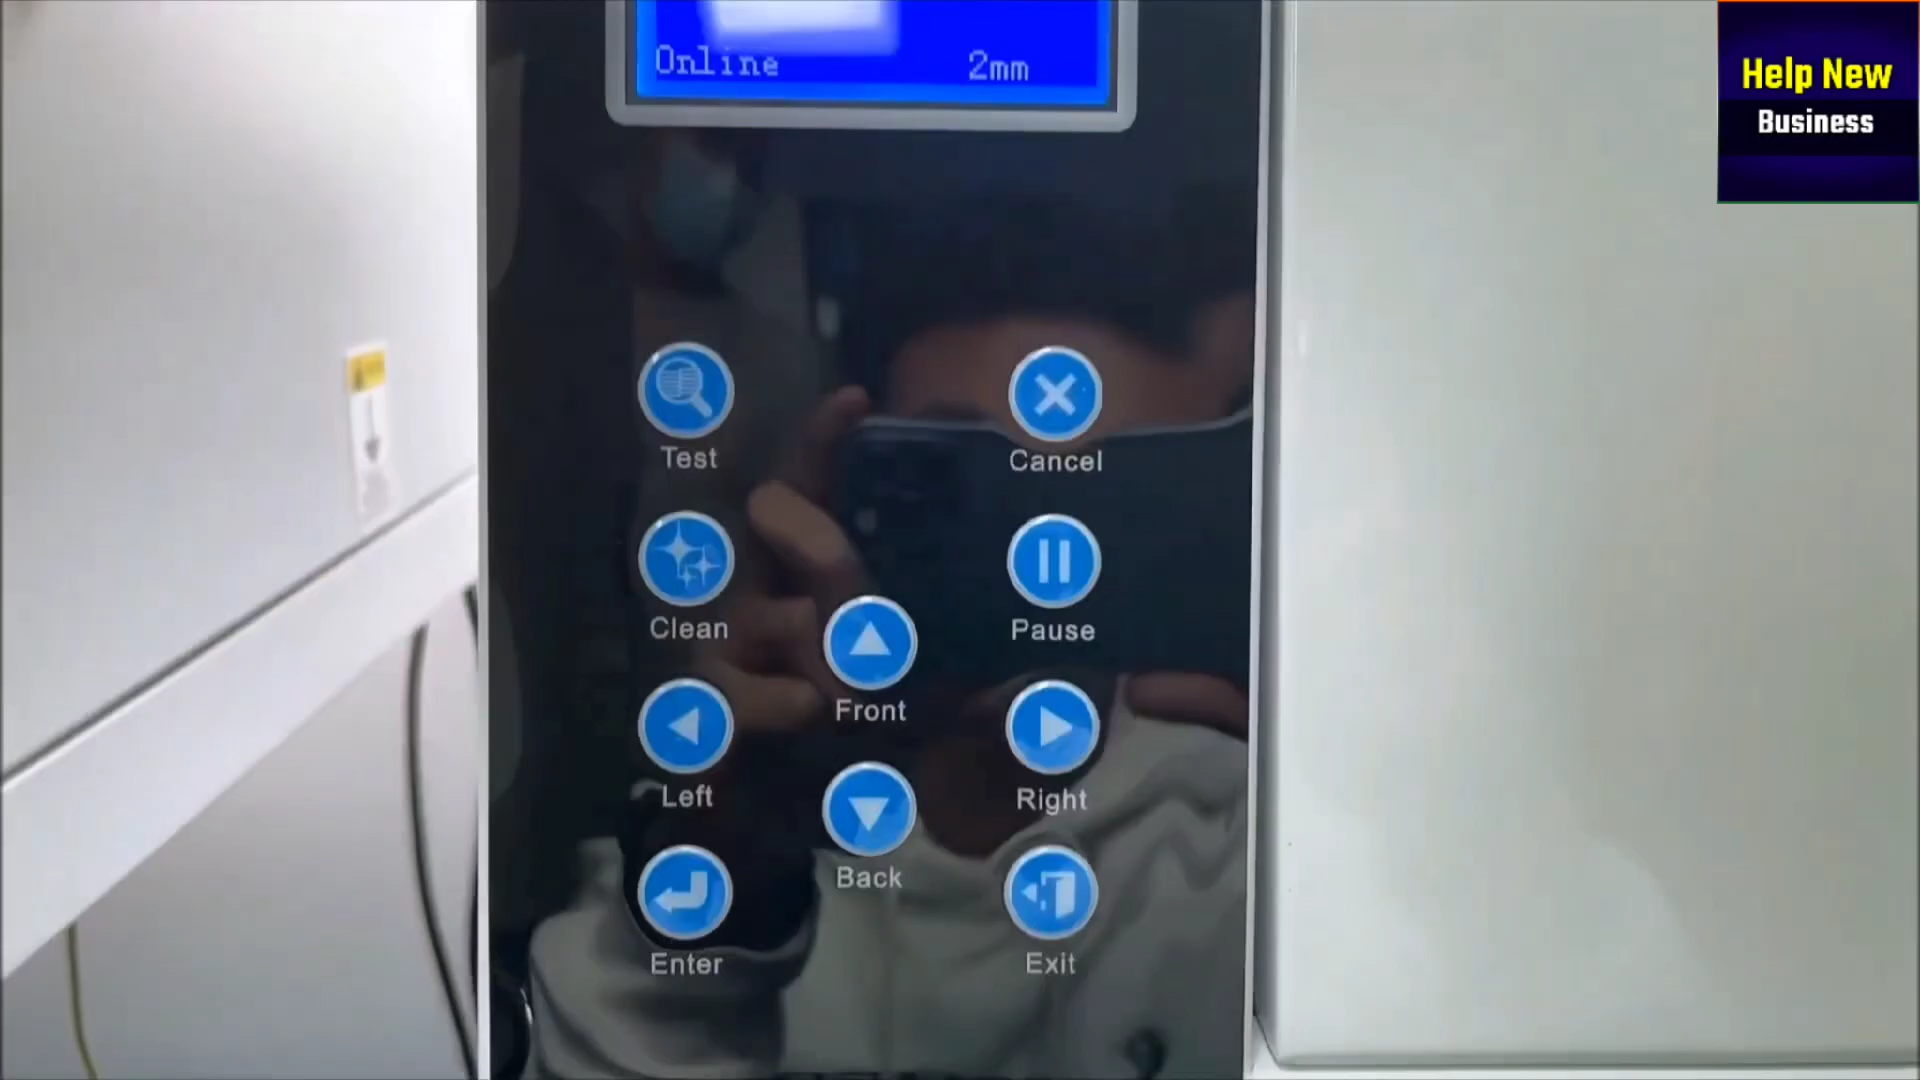 Online 2mm
Help New
Business
Test
Cancel
Clean
Pause
Front
Left
Right
Back
Enter
Exit